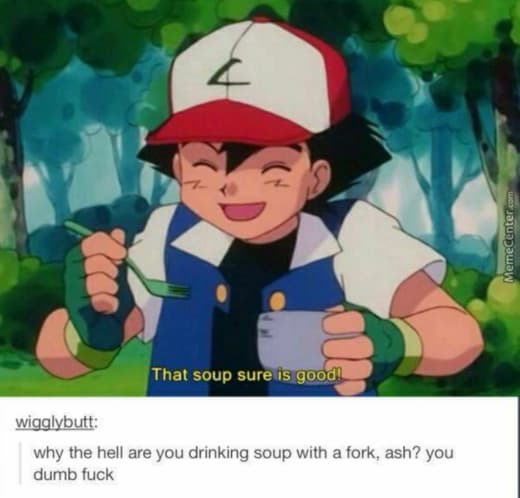 MemeCenter.com
That soup sure is good!
wigglybutt:
why the hell are you drinking soup with a fork, ash? you
dumb fuck